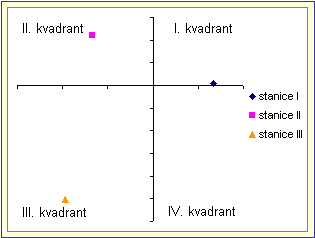 II. kvadrant
I. kvadrant
stanice I
stanice II
stanice III
III. kvadrant
IV. kvadrant